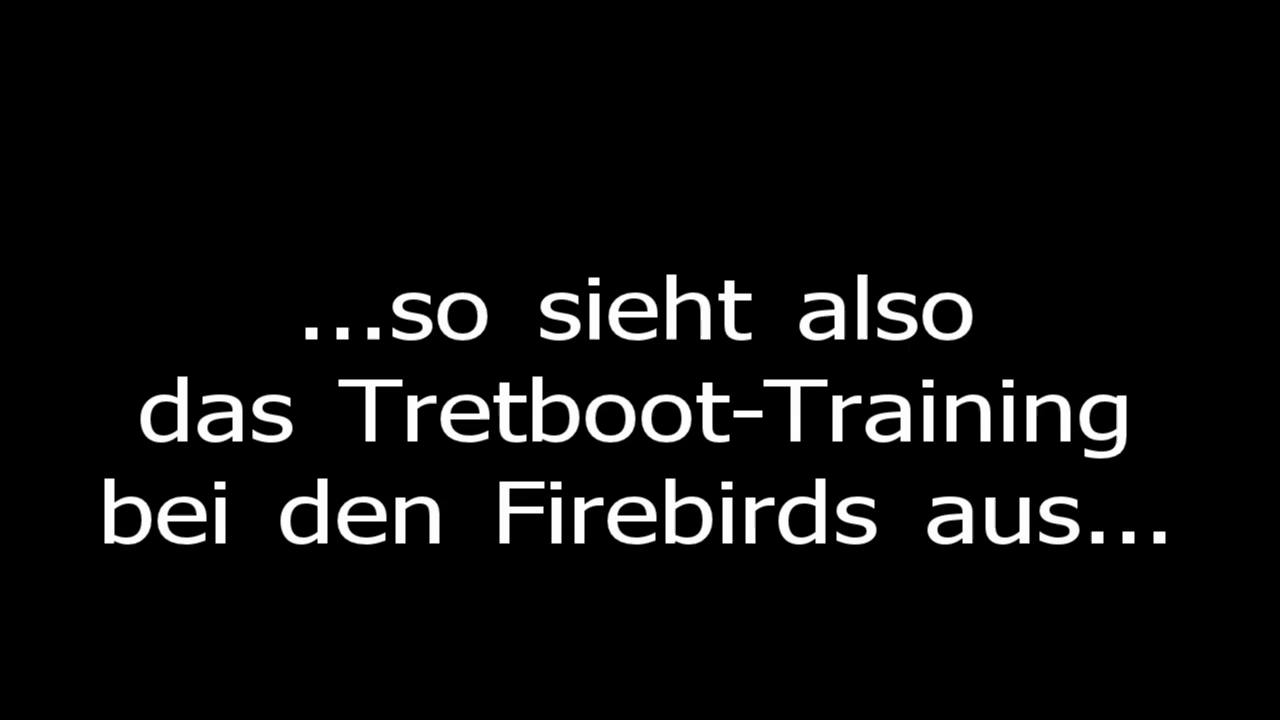 ...so sieht also
das Tretboot-Training
bei den Firebirds aus...